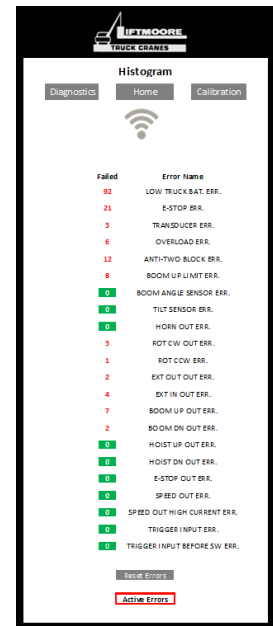 LIFTMOORE
TRUCK CRANES
Histogram
Diagnostics Home Calibration
Failed Error Name
92 LOW TRUCK BAT. ERR.
21 E-STOP ERR.
3 TRANSDUCER ERR.
6 OVERLOAD ERR.
12 ANTI-TWO BLOCK ERR.
8 BOOM UP LIMIT ERR.
0 BOOM ANGLE SENSOR ERR.
0 TILT SENSOR ERR.
0 HORN OUT ERR.
3 ROT CW OUT ERR.
1 ROT CCW ERR.
2 EXT OUT OUT ERR.
4 EXT IN OUT ERR.
7 BOOM UP OUT ERR.
2 BOOM DN OUT ERR.
0 HOIST UP OUT ERR.
0 HOIST DN OUT ERR.
0 E-STOP OUT ERR.
0 SPEED OUT ERR.
0 SPEED OUT HIGH CURRENT ERR.
0 TRIGGER INPUT ERR.
0 TRIGGER INPUT BEFORE SW ERR.
Reset Errors
Active Errors